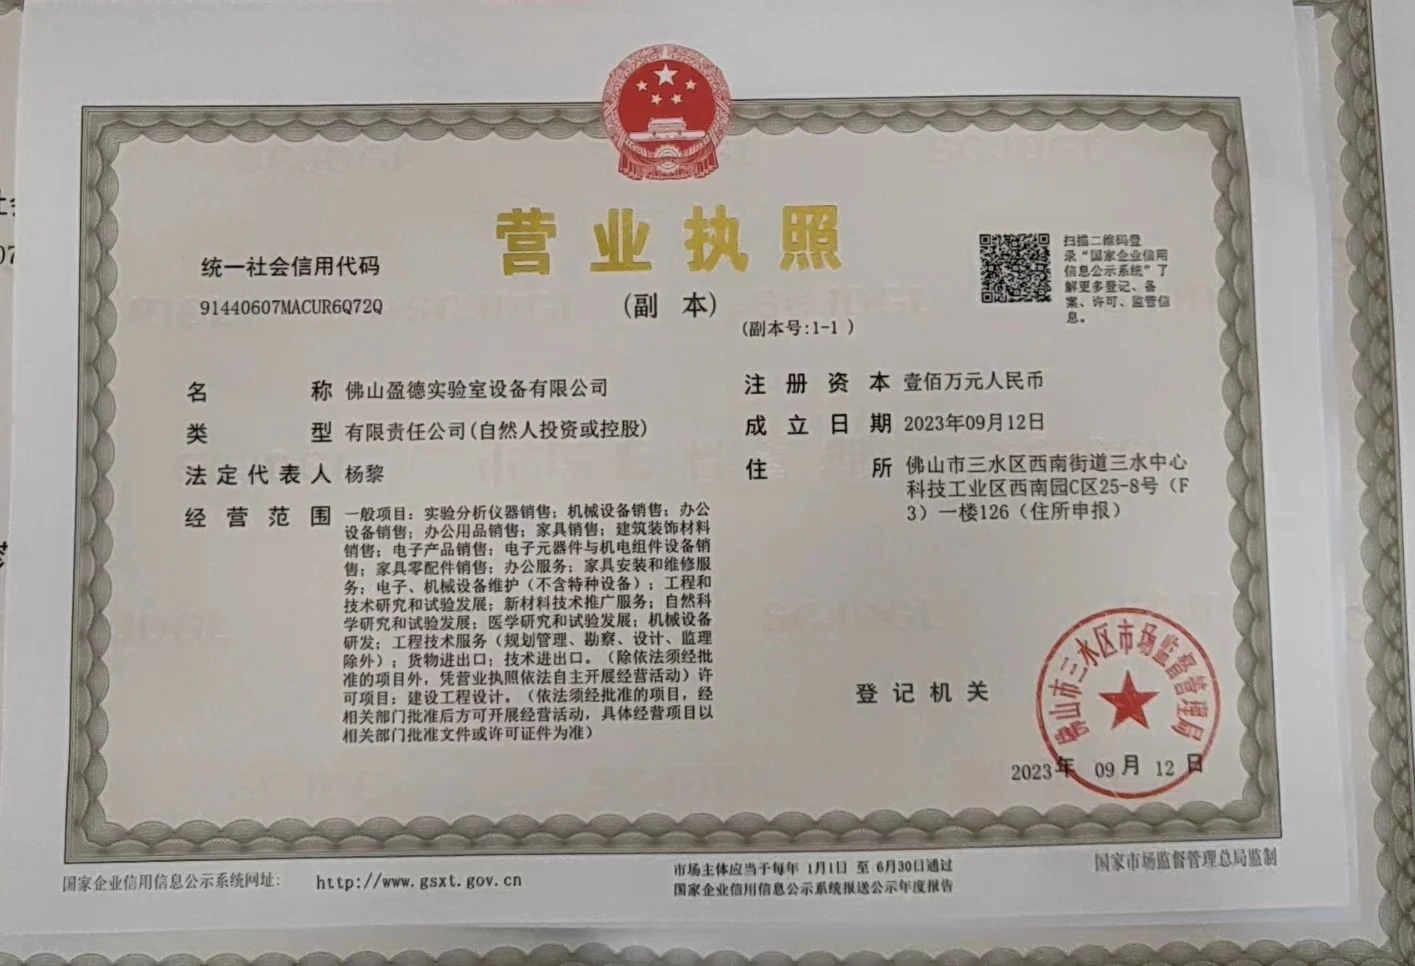 营业执照
(副 本)
(副本号:1-1 )
统一社会信用代码
91440607MACUR6Q72Q
扫描二维码登
录“国家企业信用
信息公示系统”了
解更多登记、备
案、许可、监管信
息。
名 称 佛山盈德实验室设备有限公司
类 型 有限责任公司(自然人投资或控股)
法定代表人 杨黎
经营范围 一般项目：实验分析仪器销售；机械设备销售；办公
设备销售；办公用品销售；家具销售；建筑装饰材料
销售；电子产品销售；电子元器件与机电组件设备销
售；家具零配件销售；办公服务；家具安装和维修服
务；电子、机械设备维护（不含特种设备）；工程和
技术研究和试验发展；新材料技术推广服务；自然科
学研究和试验发展；医学研究和试验发展；机械设备
研发；工程技术服务（规划管理、勘察、设计、监理
除外）；货物进出口；技术进出口。（除依法须经批
准的项目外，凭营业执照依法自主开展经营活动）许
可项目：建设工程设计。（依法须经批准的项目，经
相关部门批准后方可开展经营活动，具体经营项目以
相关部门批准文件或许可证件为准）
注册资本 壹佰万元人民币
成立日期 2023年09月12日
住 所 佛山市三水区西南街道三水中心
科技工业区西南园C区25-8号（F
3）一楼126（住所申报）
登记机关
佛山市三水区市场监督管理局
2023年 09月 12日
国家企业信用信息公示系统网址: http://www.gsxt.gov.cn
市场主体应当于每年 1月1日 至 6月30日通过
国家企业信用信息公示系统报送公示年度报告
国家市场监督管理总局监制